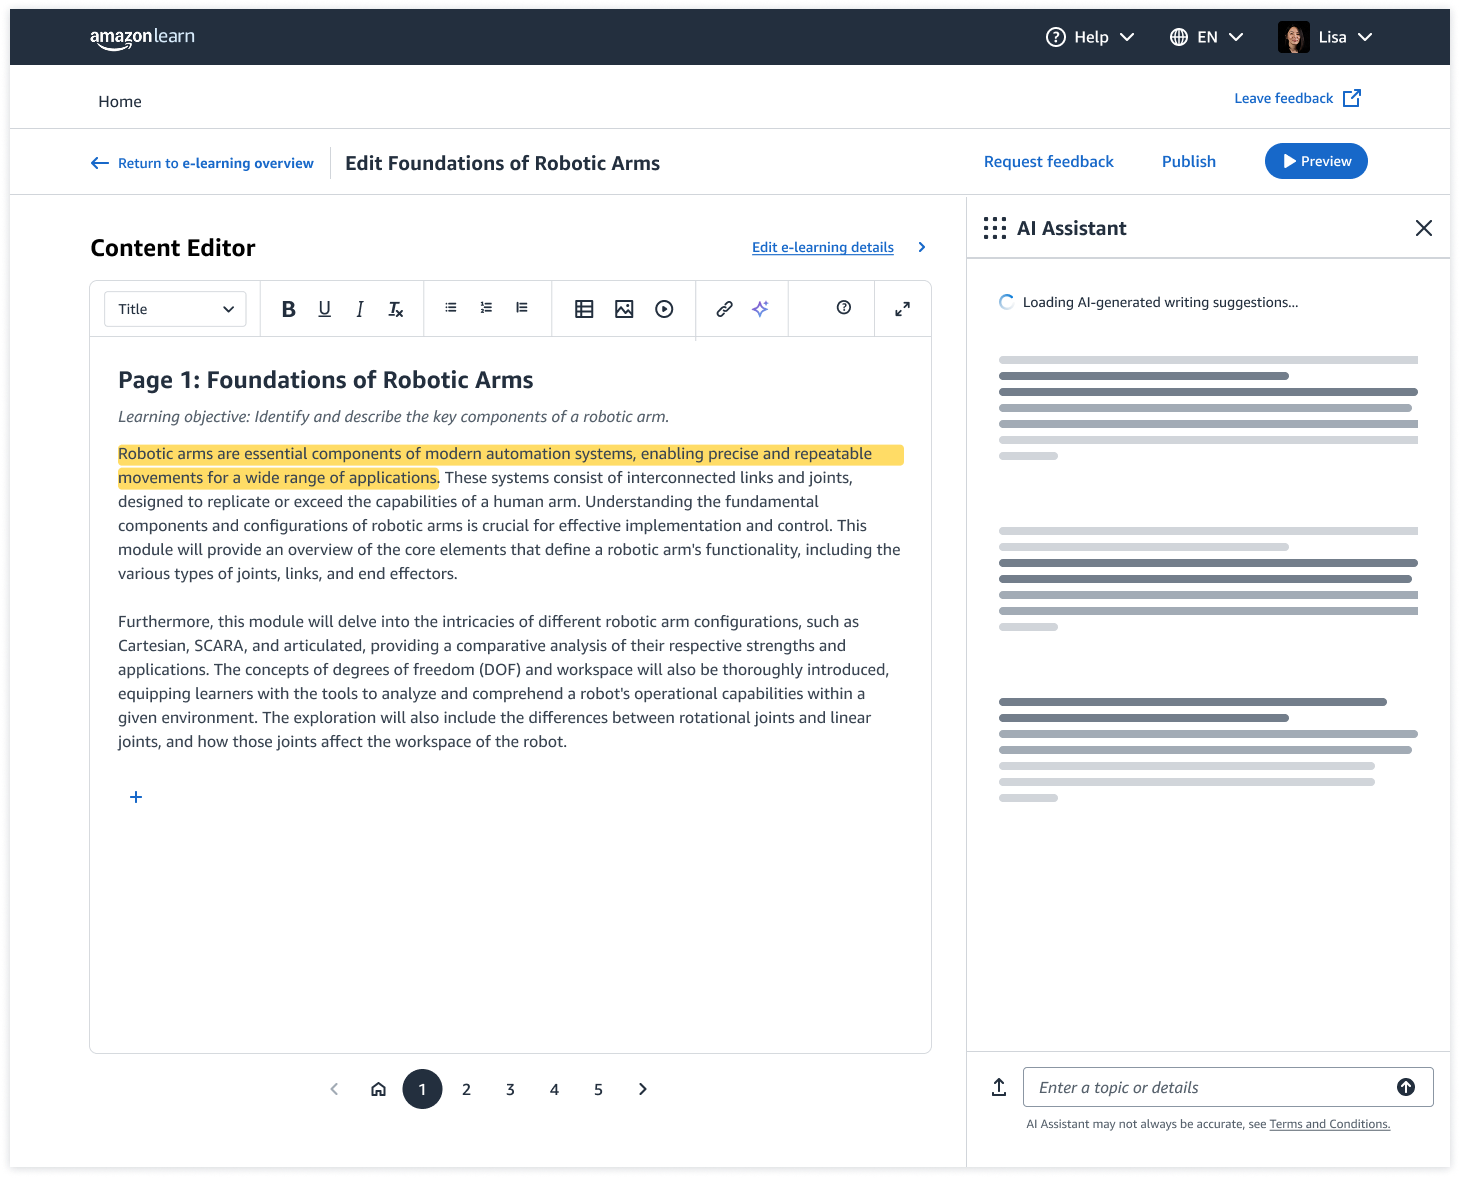 amazon learn
Help
EN
Lisa
Home
Leave feedback
Return to e-learning overview
Edit Foundations of Robotic Arms
Request feedback
Publish
Preview
Content Editor
Edit e-learning details
Title
B U I Tx
Page 1: Foundations of Robotic Arms
Learning objective: Identify and describe the key components of a robotic arm.
Robotic arms are essential components of modern automation systems, enabling precise and repeatable
movements for a wide range of applications. These systems consist of interconnected links and joints,
designed to replicate or exceed the capabilities of a human arm. Understanding the fundamental
components and configurations of robotic arms is crucial for effective implementation and control. This
module will provide an overview of the core elements that define a robotic arm's functionality, including the
various types of joints, links, and end effectors.
Furthermore, this module will delve into the intricacies of different robotic arm configurations, such as
Cartesian, SCARA, and articulated, providing a comparative analysis of their respective strengths and
applications. The concepts of degrees of freedom (DOF) and workspace will also be thoroughly introduced,
equipping learners with the tools to analyze and comprehend a robot's operational capabilities within a
given environment. The exploration will also include the differences between rotational joints and linear
joints, and how those joints affect the workspace of the robot.
1 2 3 4 5
AI Assistant
Loading AI-generated writing suggestions...
Enter a topic or details
AI Assistant may not always be accurate, see Terms and Conditions.